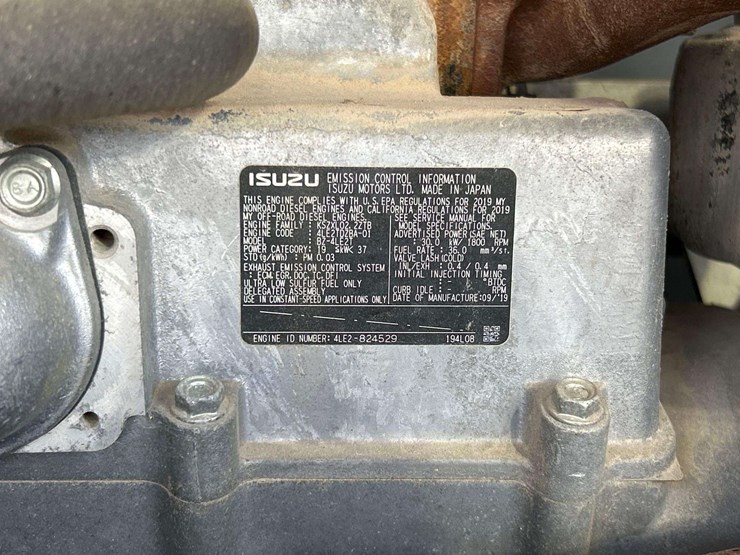 ISUZU EMISSION CONTROL INFORMATION
ISUZU MOTORS LTD. MADE IN JAPAN
THIS ENGINE COMPLIES WITH U.S.EPA REGULATIONS FOR 2019 MY
NONROAD DIESEL ENGINES AND CALIFORNIA REGULATIONS FOR 2019
MY OFF-ROAD DIESEL ENGINES.
ENGINE FAMILY : KSZXL02.2ZTB
ENGINE CODE : 4LE2TDZBA-01
MODEL : BZ-4LE2T
POWER CATEGORY : 19≦kW<37
STD(g/kWh) : PM 0.03
EXHAUST EMISSION CONTROL SYSTEM
: ECM,EGR,DOC,TC,DFI
ULTRA LOW SULFUR FUEL ONLY
DELEGATED ASSEMBLY
USE IN CONSTANT-SPEED APPLICATIONS ONLY
SEE SERVICE MANUAL FOR
MAINTENANCE SPECIFICATIONS.
ADVERTISED POWER(SAE NET)
: 30.0 kW/1800 RPM
FUEL RATE : 36.0 mm³/st.
VALVE LASH(COLD)
INL/EXH : 0.4 / 0.4 mm
INITIAL INJECTION TIMING
: - °BTDC
CURB IDLE : - RPM
DATE OF MANUFACTURE:09/'19
ENGINE ID NUMBER: 4LE2-824529 194L08